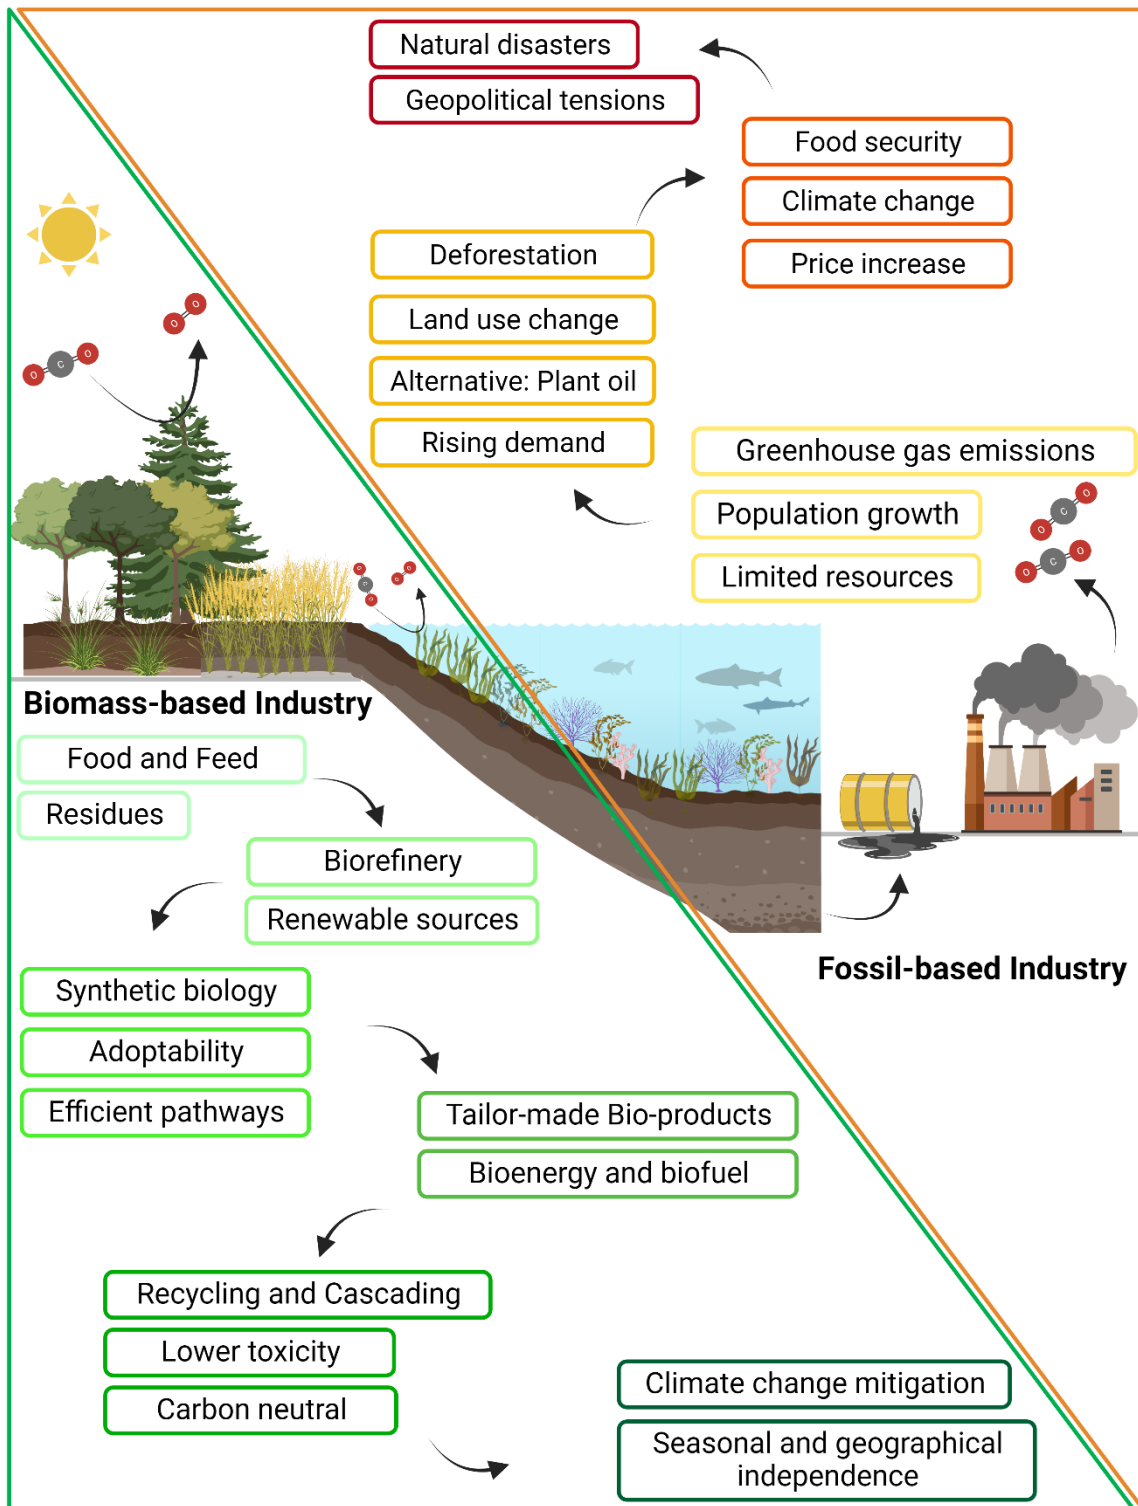 Natural disasters
Geopolitical tensions
Food security
Climate change
Price increase
Deforestation
Land use change
Alternative: Plant oil
Rising demand
Greenhouse gas emissions
Population growth
Limited resources
O O
O C O
O C O
O C O
O C O
O O
Biomass-based Industry
Food and Feed
Residues
Biorefinery
Renewable sources
Fossil-based Industry
Synthetic biology
Adoptability
Efficient pathways
Tailor-made Bio-products
Bioenergy and biofuel
Recycling and Cascading
Lower toxicity
Carbon neutral
Climate change mitigation
Seasonal and geographical
independence